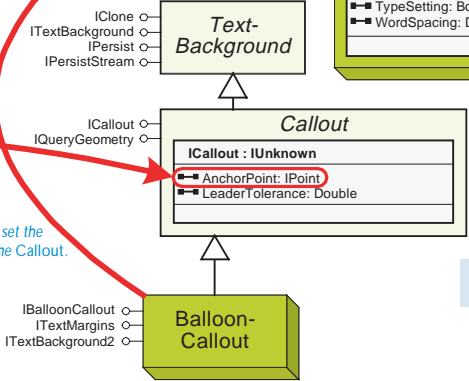 TypeSetting: Bo
WordSpacing: D
IClone
ITextBackground
IPersist
IPersistStream
Text-
Background
ICallout
IQueryGeometry
Callout
ICallout : IUnknown
AnchorPoint: IPoint
LeaderTolerance: Double
set the
ne Callout.
IBalloonCallout
ITextMargins
ITextBackground2
Balloon-
Callout